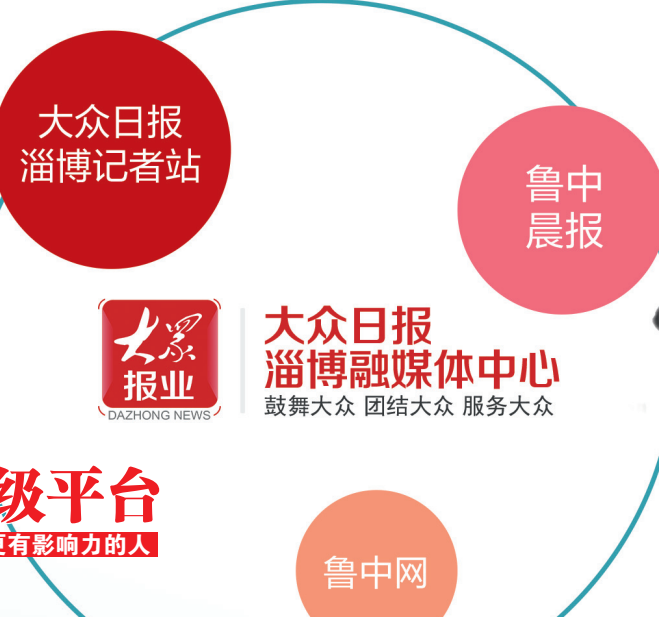 大众日报
淄博记者站
鲁中
晨报
大众
报业
DAZHONG NEWS
大众日报
淄博融媒体中心
鼓舞大众 团结大众 服务大众
级平台
更有影响力的人
鲁中网